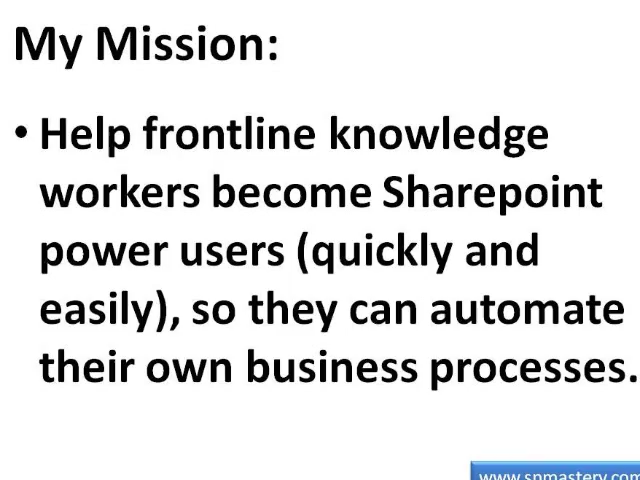 My Mission:
• Help frontline knowledge
workers become Sharepoint
power users (quickly and
easily), so they can automate
their own business processes.
www.spmastery.com